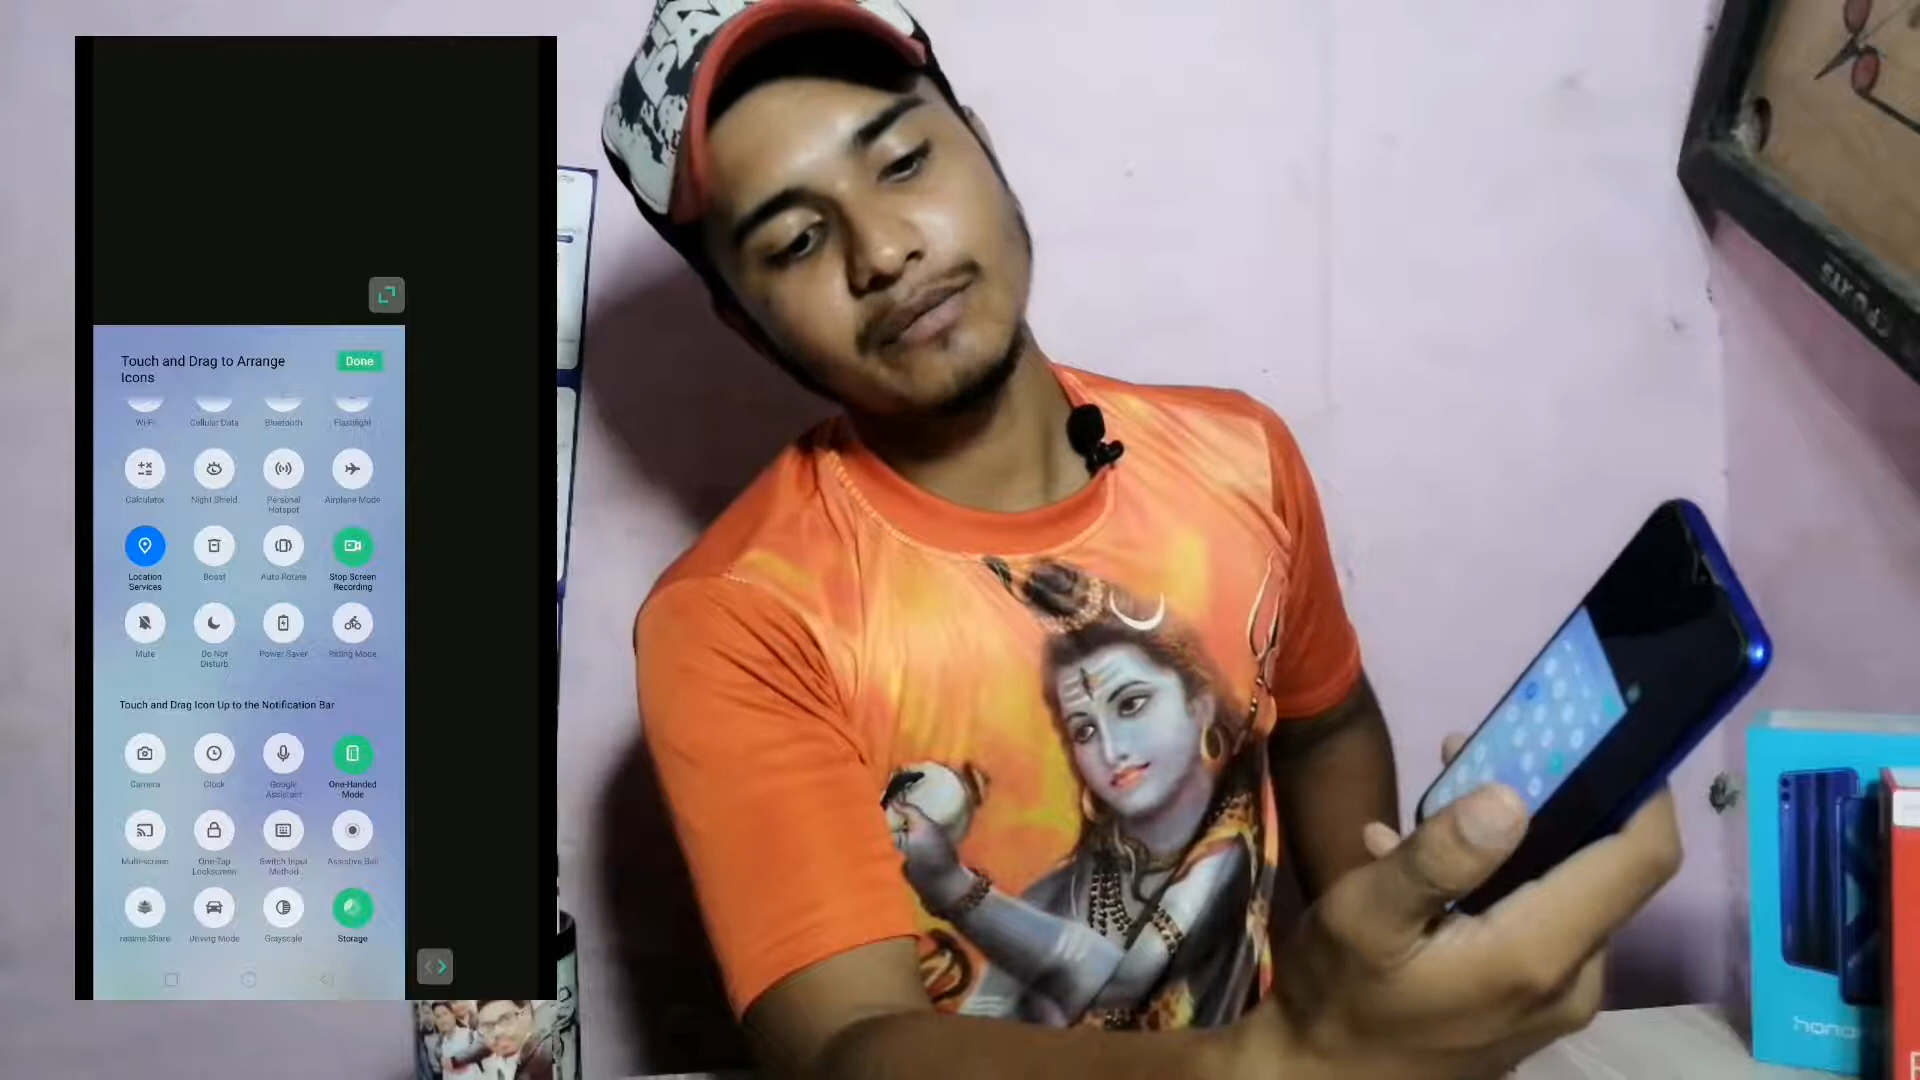 Touch and Drag to Arrange
Icons
Done
Wi-Fi
Cellular Data
Bluetooth
Flashlight
Calculator
Night Shield
Personal
Hotspot
Airplane Mode
Location
Services
Boost
Auto Rotate
Stop Screen
Recording
Mute
Do Not
Disturb
Power Saver
Riding Mode
Touch and Drag Icon Up to the Notification Bar
Camera
Clock
Google
Assistant
One-Handed
Mode
Multi-screen
One-Tap
Lockscreen
Switch Input
Method
Assistive Ball
realme Share
Driving Mode
Grayscale
Storage
hono